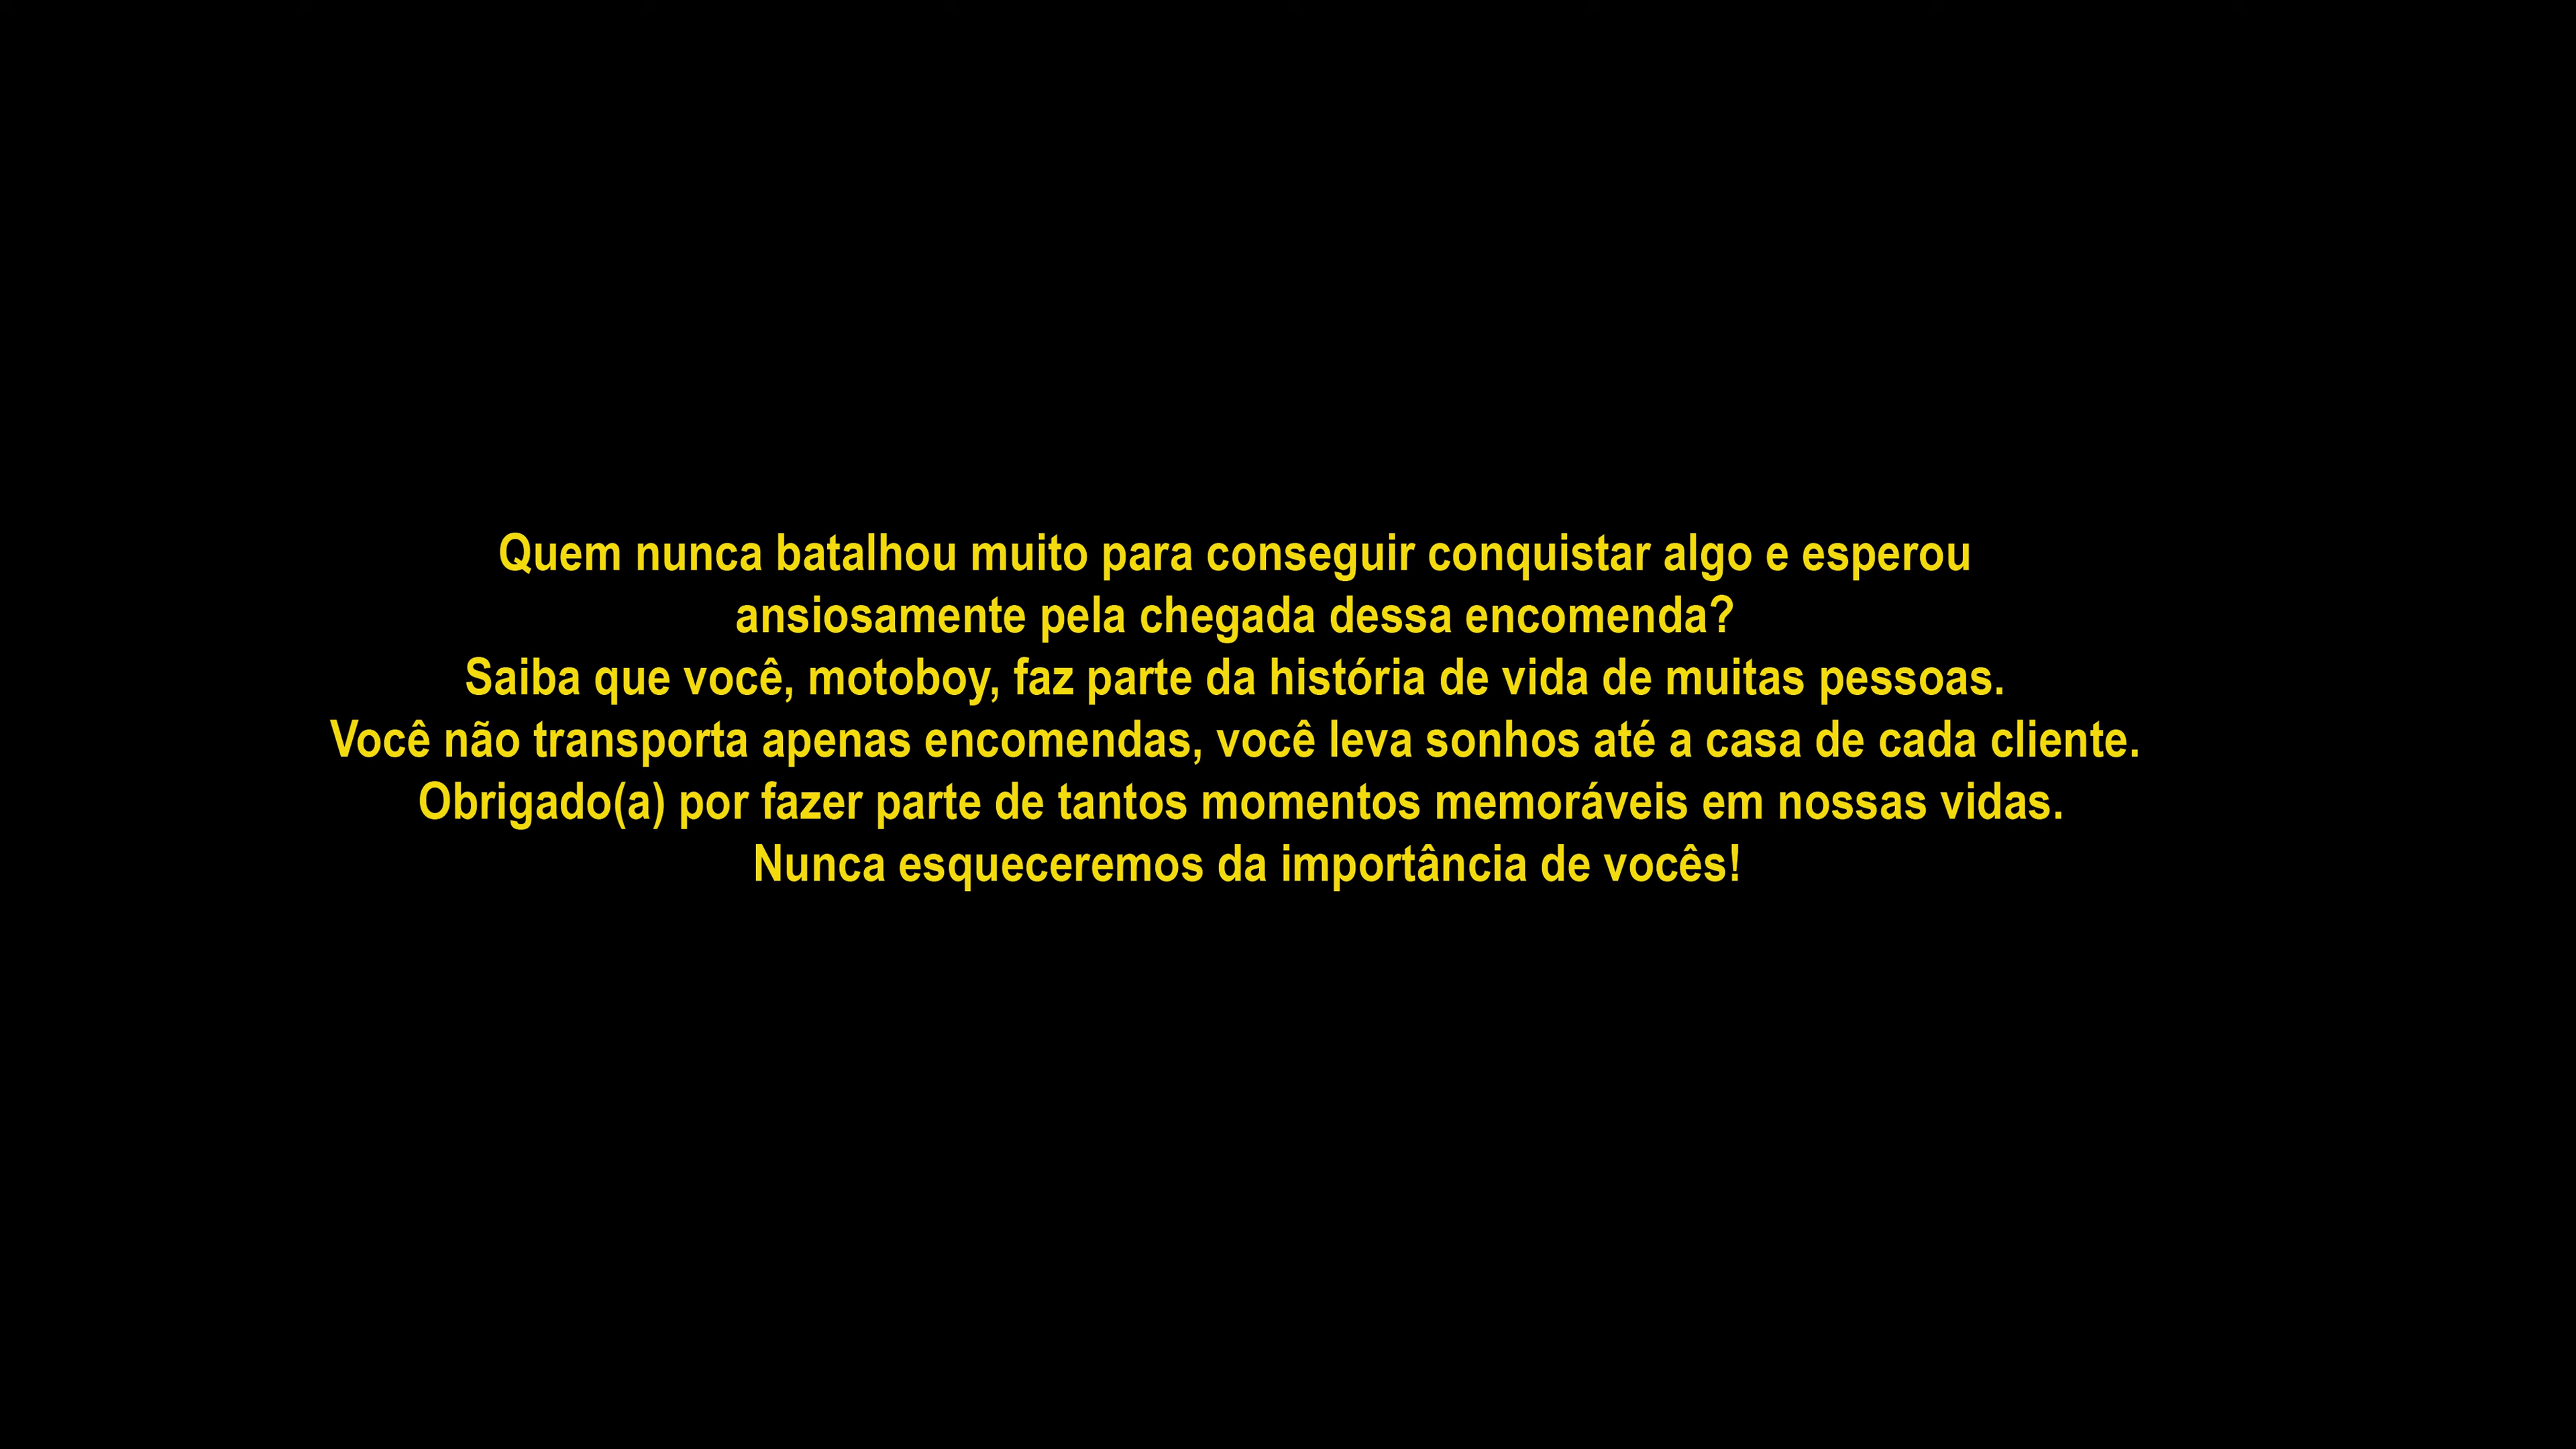 Quem nunca batalhou muito para conseguir conquistar algo e esperou
ansiosamente pela chegada dessa encomenda?
Saiba que você, motoboy, faz parte da história de vida de muitas pessoas.
Você não transporta apenas encomendas, você leva sonhos até a casa de cada cliente.
Obrigado(a) por fazer parte de tantos momentos memoráveis em nossas vidas.
Nunca esqueceremos da importância de vocês!